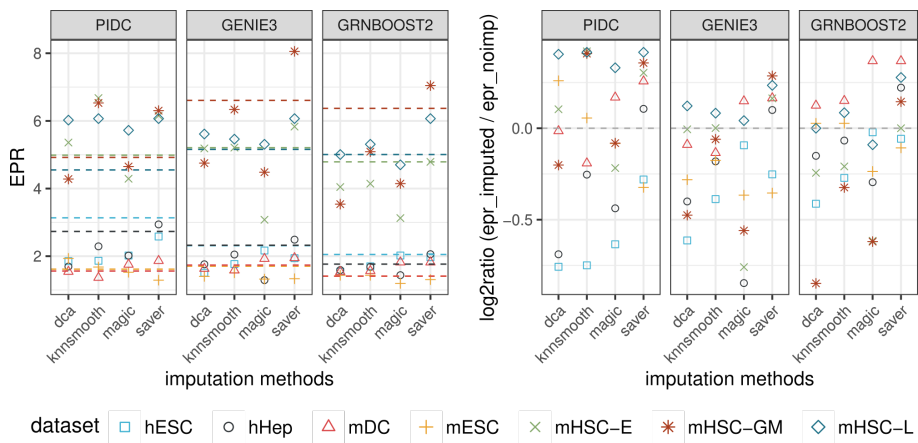 PIDC GENIE3 GRNBOOST2
EPR
8
6
4
2
dca knnsmooth magic saver dca knnsmooth magic saver dca knnsmooth magic saver
imputation methods
PIDC GENIE3 GRNBOOST2
log2ratio (epr_imputed / epr_noimp)
0.0
−0.5
dca knnsmooth magic saver dca knnsmooth magic saver dca knnsmooth magic saver
imputation methods
dataset hESC hHep mDC mESC mHSC−E mHSC−GM mHSC−L